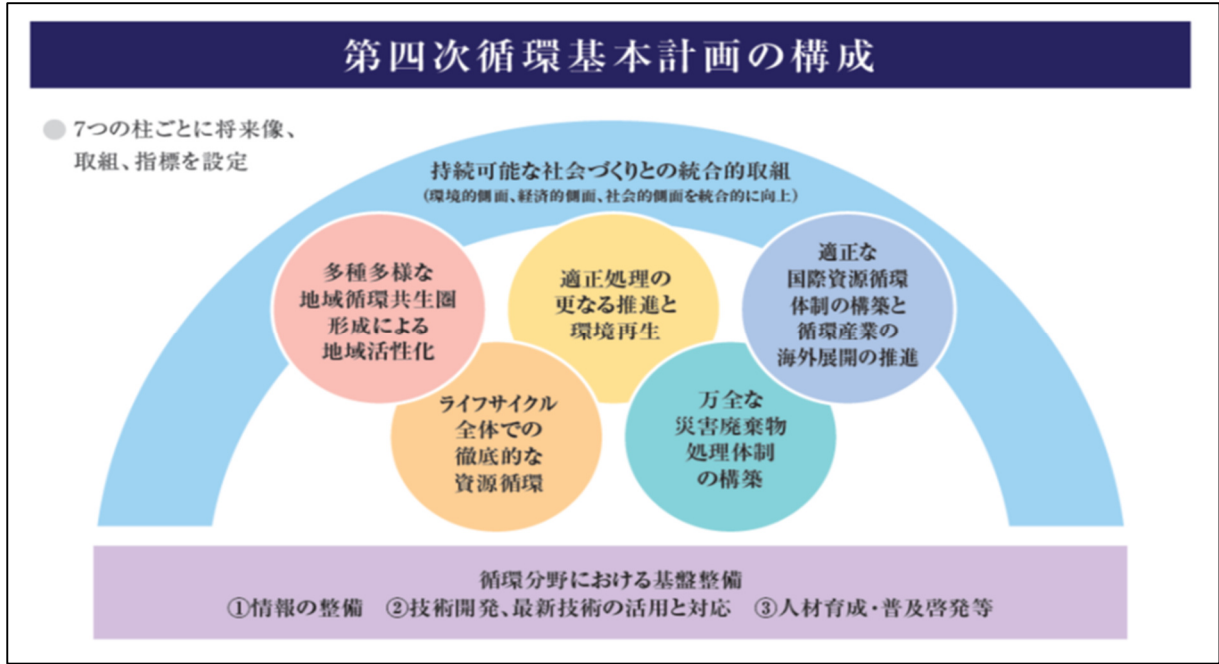 第四次循環基本計画の構成
7つの柱ごとに将来像、
取組、指標を設定
持続可能な社会づくりとの統合的取組
(環境的側面、経済的側面、社会的側面を統合的に向上)
多種多様な
地域循環共生圏
形成による
地域活性化
ライフサイクル
全体での
徹底的な
資源循環
適正処理の
更なる推進と
環境再生
万全な
災害廃棄物
処理体制
の構築
適正な
国際資源循環
体制の構築と
循環産業の
海外展開の推進
循環分野における基盤整備
①情報の整備 ②技術開発、最新技術の活用と対応 ③人材育成・普及啓発等